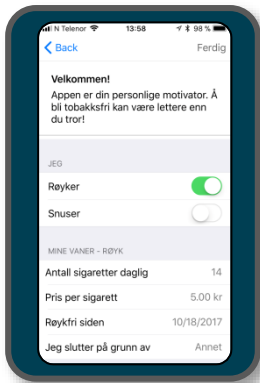 N Telenor 13:58 98 %
Back Ferdig
Velkommen!
Appen er din personlige motivator. Å
bli tobakksfri kan være lettere enn
du tror!
JEG
Røyker
Snuser
MINE VANER - RØYK
Antall sigaretter daglig 14
Pris per sigarett 5.00 kr
Røykfri siden 10/18/2017
Jeg slutter på grunn av Annet